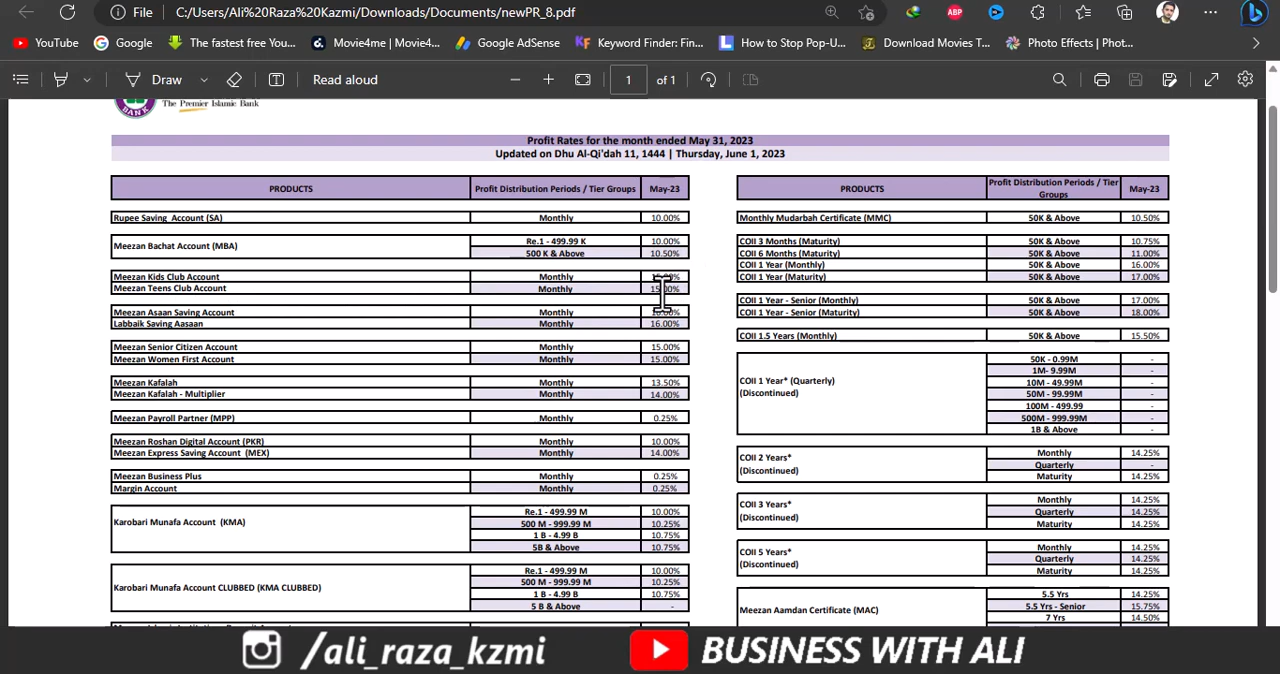 File
C:/Users/Ali%20Raza%20Kazmi/Downloads/Documents/newPR_8.pdf
ABP
YouTube
Google
The fastest free You...
Movie4me | Movie4...
Google AdSense
Keyword Finder: Fin...
How to Stop Pop-U...
Download Movies T...
Photo Effects | Phot...
Draw
Read aloud
1
of 1
BANK
The Premier Islamic Bank
Profit Rates for the month ended May 31, 2023
Updated on Dhu Al-Qi'dah 11, 1444 | Thursday, June 1, 2023
PRODUCTS Profit Distribution Periods / Tier Groups May-23
Rupee Saving Account (SA) Monthly 10.00%
Meezan Bachat Account (MBA)
Re.1 - 499.99 K 10.00%
500 K & Above 10.50%
Meezan Kids Club Account Monthly
Meezan Teens Club Account Monthly 15.00%
Meezan Asaan Saving Account Monthly
Labbaik Saving Aasaan Monthly 16.00%
Meezan Senior Citizen Account Monthly 15.00%
Meezan Women First Account Monthly 15.00%
Meezan Kafalah Monthly 13.50%
Meezan Kafalah - Multiplier Monthly 14.00%
Meezan Payroll Partner (MPP) Monthly 0.25%
Meezan Roshan Digital Account (PKR) Monthly 10.00%
Meezan Express Saving Account (MEX) Monthly 14.00%
Meezan Business Plus Monthly 0.25%
Margin Account Monthly 0.25%
Karobari Munafa Account (KMA)
Re.1 - 499.99 M 10.00%
500 M - 999.99 M 10.25%
1 B - 4.99 B 10.75%
5B & Above 10.75%
Karobari Munafa Account CLUBBED (KMA CLUBBED)
Re.1 - 499.99 M 10.00%
500 M - 999.99 M 10.25%
1 B - 4.99 B 10.75%
5 B & Above -
PRODUCTS Profit Distribution Periods / Tier Groups May-23
Monthly Mudarbah Certificate (MMC) 50K & Above 10.50%
COII 3 Months (Maturity) 50K & Above 10.75%
COII 6 Months (Maturity) 50K & Above 11.00%
COII 1 Year (Monthly) 50K & Above 16.00%
COII 1 Year (Maturity) 50K & Above 17.00%
COII 1 Year - Senior (Monthly) 50K & Above 17.00%
COII 1 Year - Senior (Maturity) 50K & Above 18.00%
COII 1.5 Years (Monthly) 50K & Above 15.50%
COII 1 Year* (Quarterly)
(Discontinued)
50K - 0.99M -
1M- 9.99M -
10M - 49.99M -
50M - 99.99M -
100M - 499.99 -
500M - 999.99M -
1B & Above -
COII 2 Years*
(Discontinued)
Monthly 14.25%
Quarterly -
Maturity 14.25%
COII 3 Years*
(Discontinued)
Monthly 14.25%
Quarterly 14.25%
Maturity 14.25%
COII 5 Years*
(Discontinued)
Monthly 14.25%
Quarterly 14.25%
Maturity 14.25%
Meezan Aamdan Certificate (MAC)
5.5 Yrs 14.25%
5.5 Yrs - Senior 15.75%
7 Yrs 14.50%
/ali_raza_kzmi
BUSINESS WITH ALI